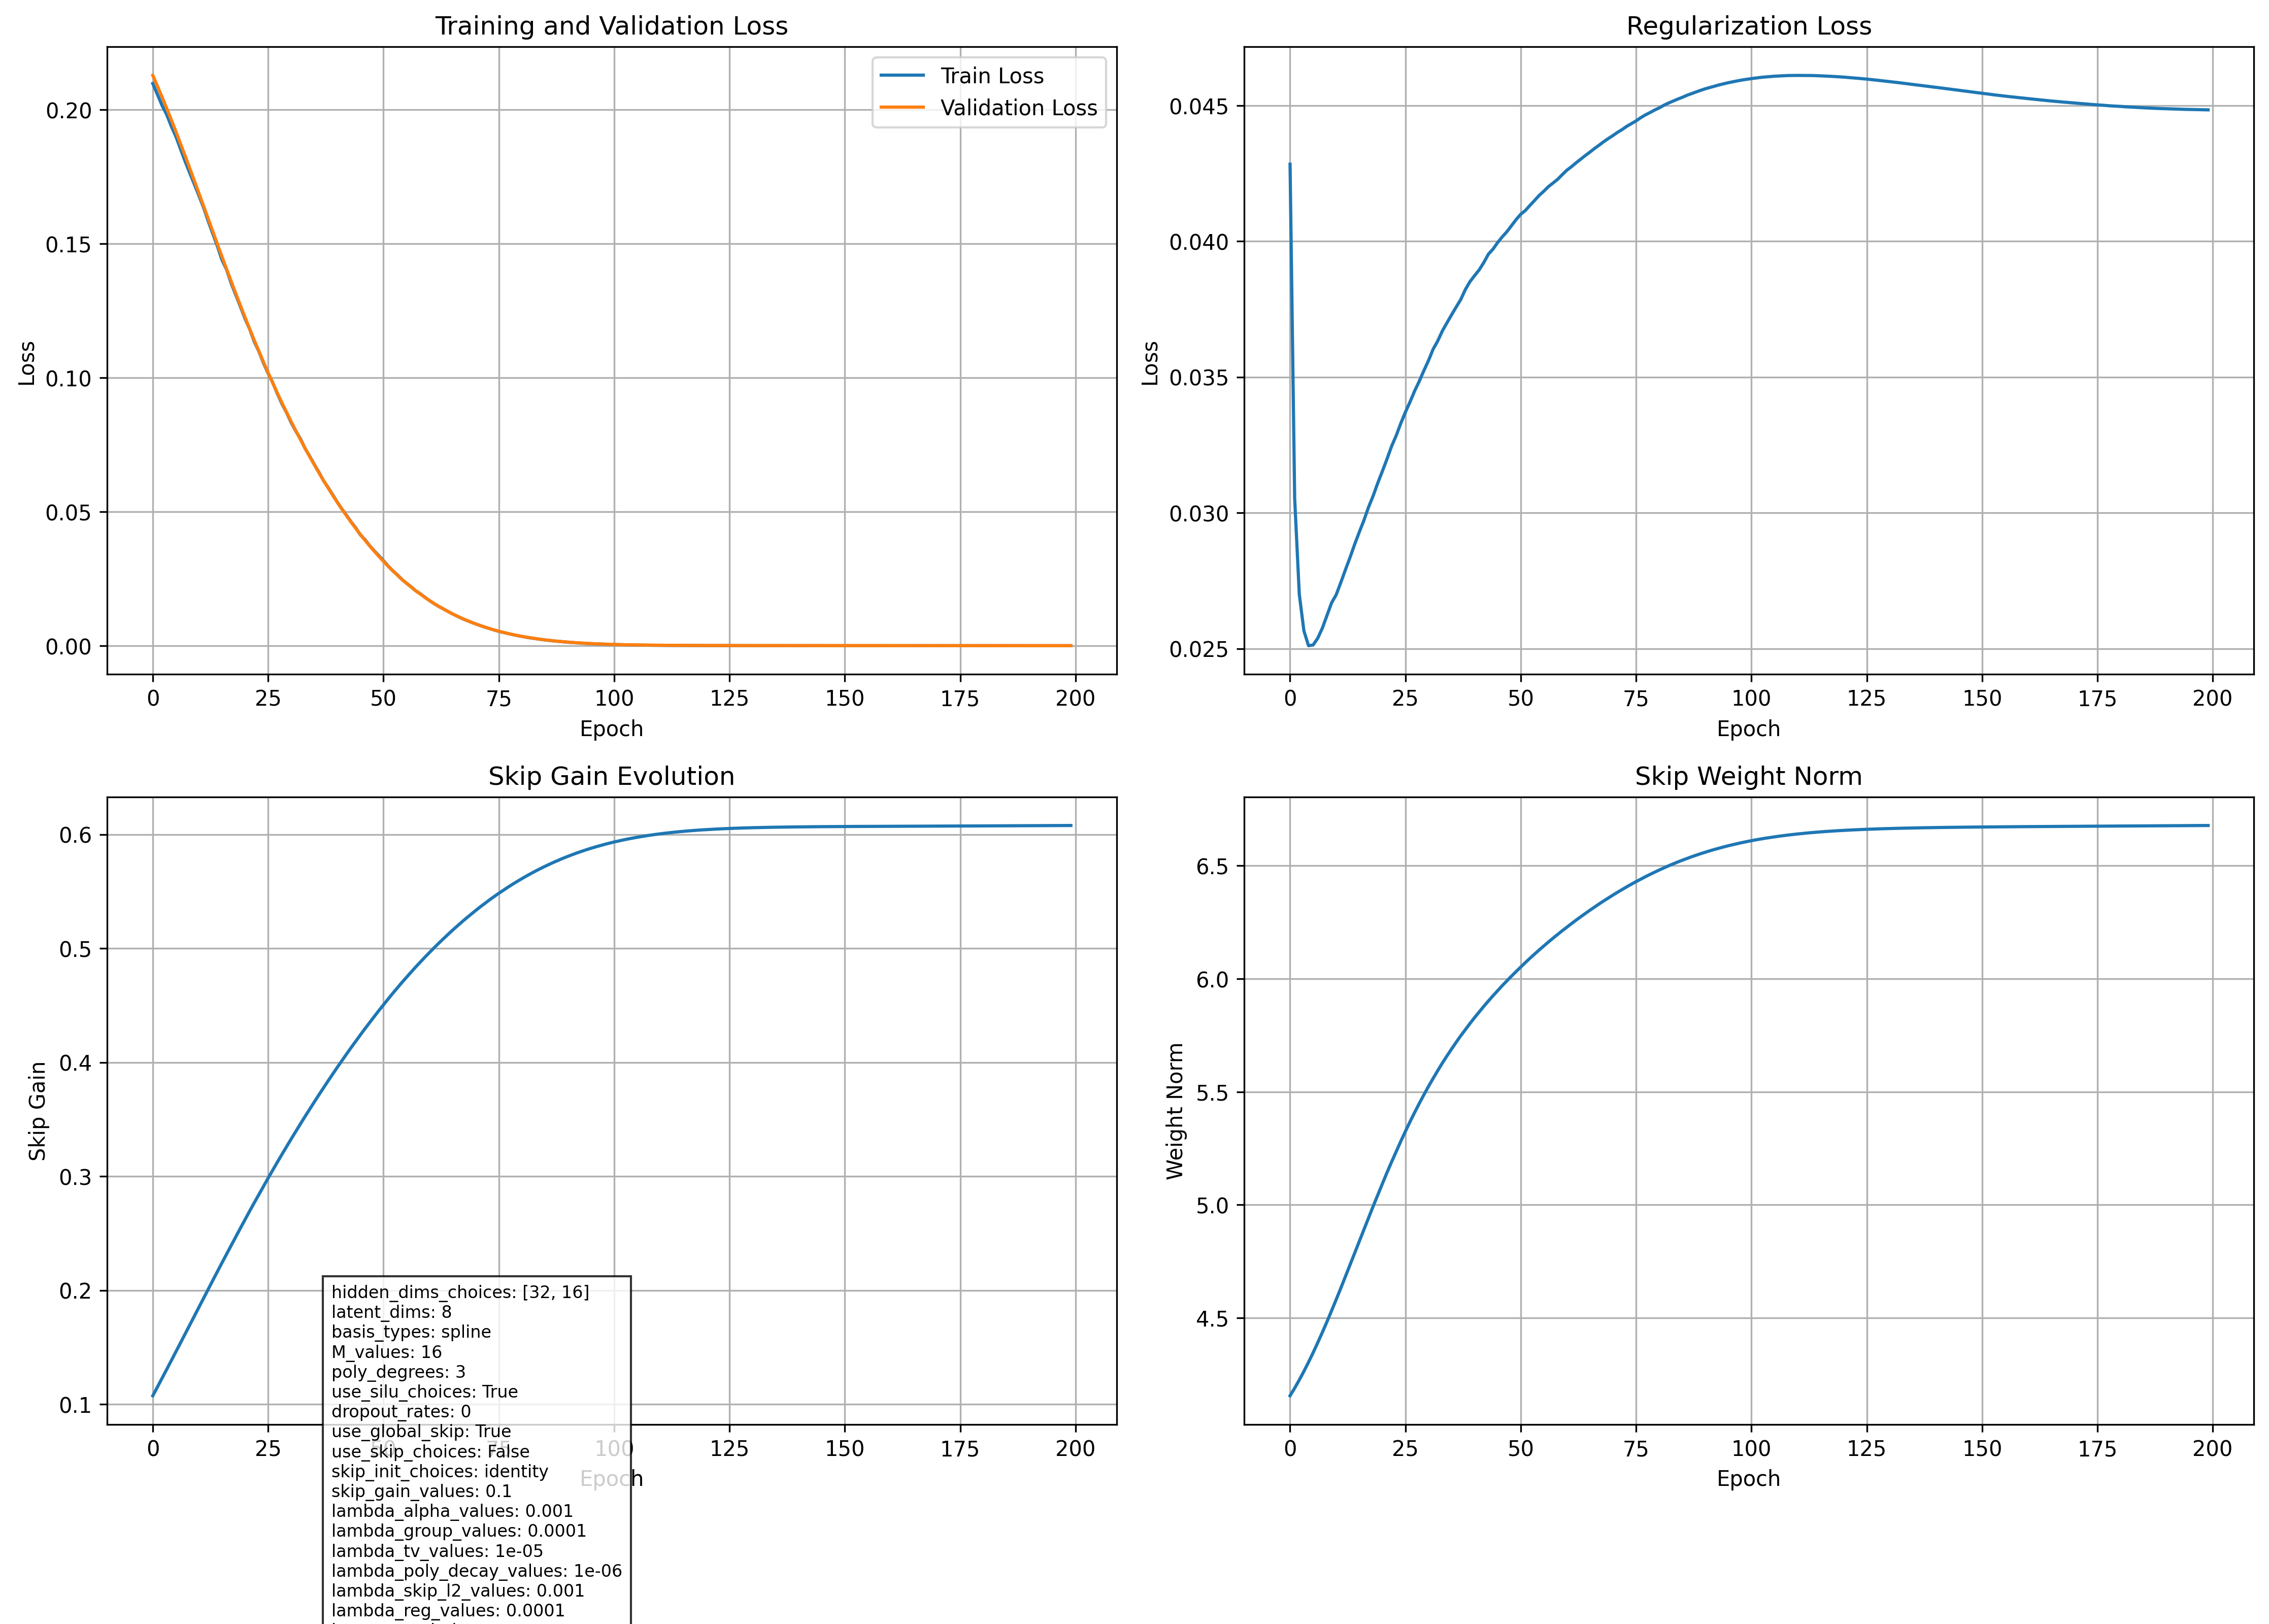 Training and Validation Loss
Loss
0.20
0.15
0.10
0.05
0.00
Train Loss
Validation Loss
0 25 50 75 100 125 150 175 200
Epoch
Regularization Loss
Loss
0.045
0.040
0.035
0.030
0.025
0 25 50 75 100 125 150 175 200
Epoch
Skip Gain Evolution
Skip Gain
0.6
0.5
0.4
0.3
0.2
0.1
0 25 50 75 100 125 150 175 200
Epoch
hidden_dims_choices: [32, 16]
latent_dims: 8
basis_types: spline
M_values: 16
poly_degrees: 3
use_silu_choices: True
dropout_rates: 0
use_global_skip: True
use_skip_choices: False
skip_init_choices: identity
skip_gain_values: 0.1
lambda_alpha_values: 0.001
lambda_group_values: 0.0001
lambda_tv_values: 1e-05
lambda_poly_decay_values: 1e-06
lambda_skip_l2_values: 0.001
lambda_reg_values: 0.0001
Skip Weight Norm
Weight Norm
6.5
6.0
5.5
5.0
4.5
0 25 50 75 100 125 150 175 200
Epoch